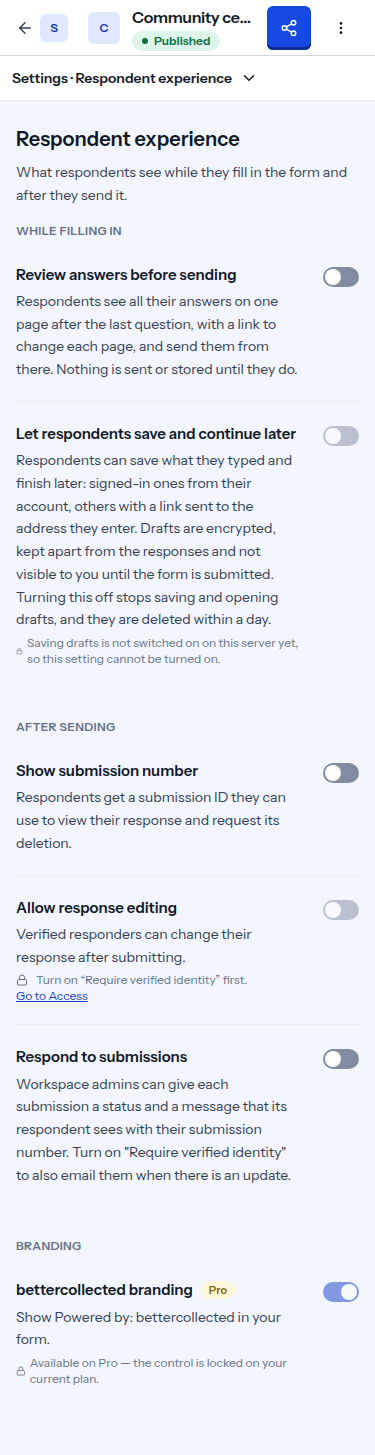 S
C
Community ce...
Published
Settings · Respondent experience
Respondent experience
What respondents see while they fill in the form and
after they send it.
WHILE FILLING IN
Review answers before sending
Respondents see all their answers on one
page after the last question, with a link to
change each page, and send them from
there. Nothing is sent or stored until they do.
Let respondents save and continue later
Respondents can save what they typed and
finish later: signed-in ones from their
account, others with a link sent to the
address they enter. Drafts are encrypted,
kept apart from the responses and not
visible to you until the form is submitted.
Turning this off stops saving and opening
drafts, and they are deleted within a day.
Saving drafts is not switched on on this server yet,
so this setting cannot be turned on.
AFTER SENDING
Show submission number
Respondents get a submission ID they can
use to view their response and request its
deletion.
Allow response editing
Verified responders can change their
response after submitting.
Turn on “Require verified identity” first.
Go to Access
Respond to submissions
Workspace admins can give each
submission a status and a message that its
respondent sees with their submission
number. Turn on "Require verified identity"
to also email them when there is an update.
BRANDING
bettercollected branding Pro
Show Powered by: bettercollected in your
form.
Available on Pro — the control is locked on your
current plan.